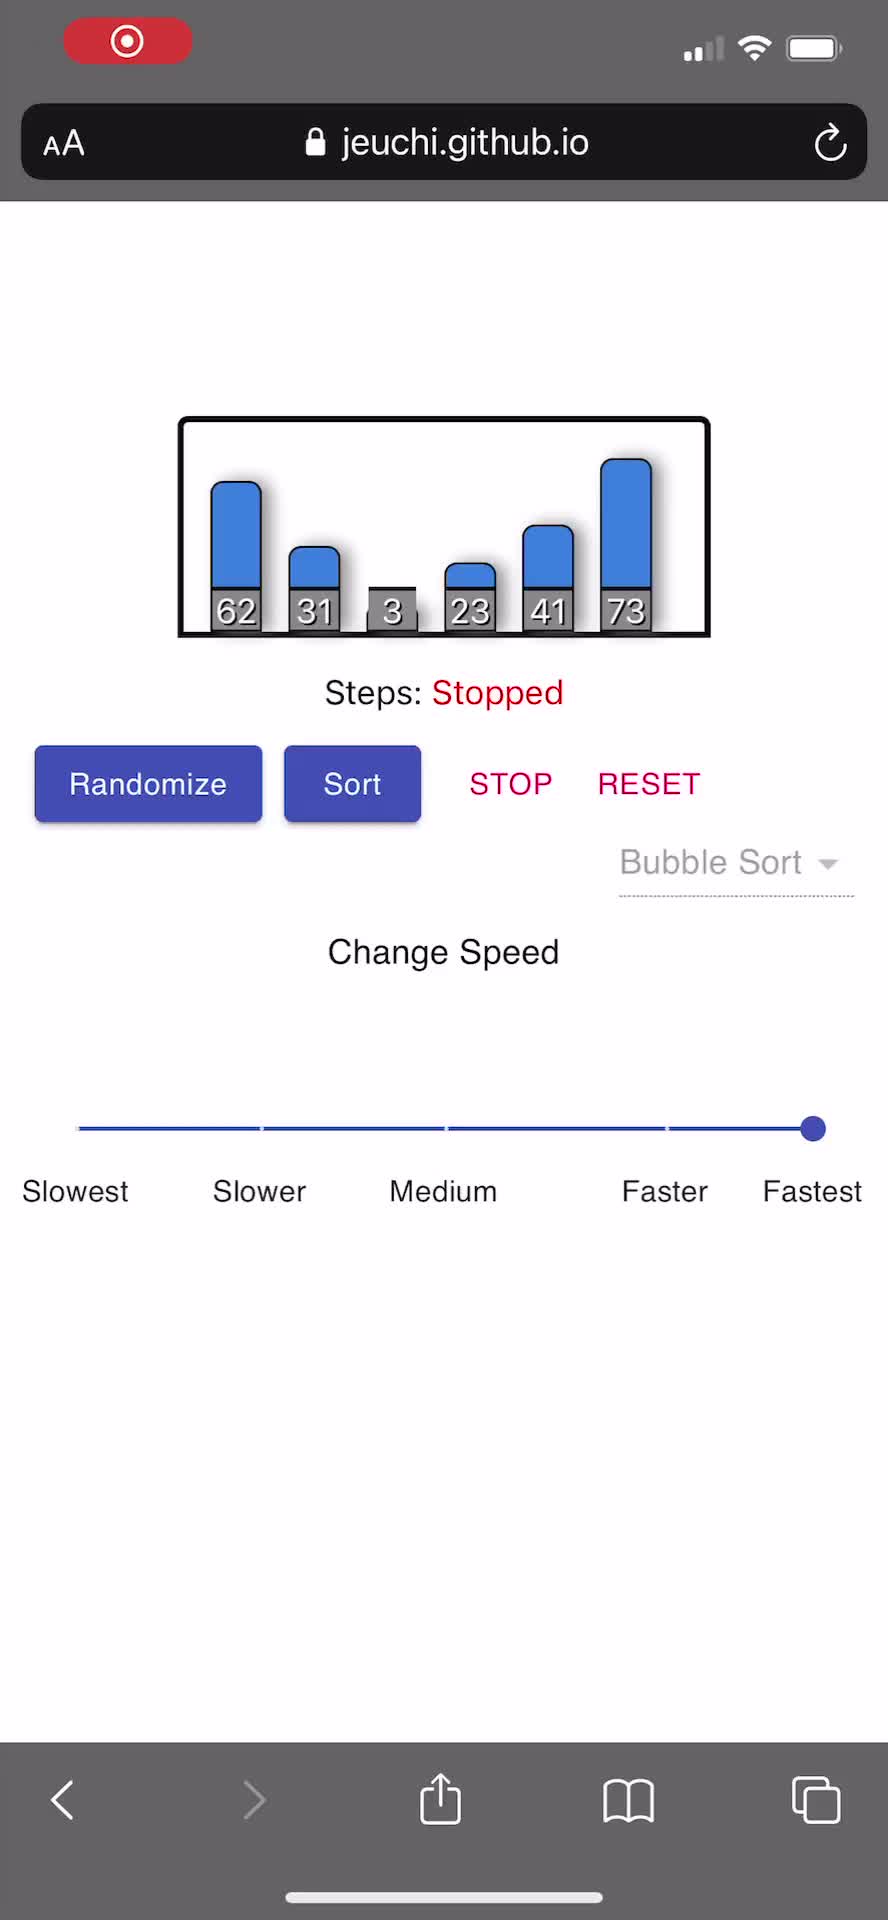 AA jeuchi.github.io
62 31 3 23 41 73
Steps: Stopped
Randomize Sort STOP RESET
Bubble Sort
Change Speed
Slowest Slower Medium Faster Fastest